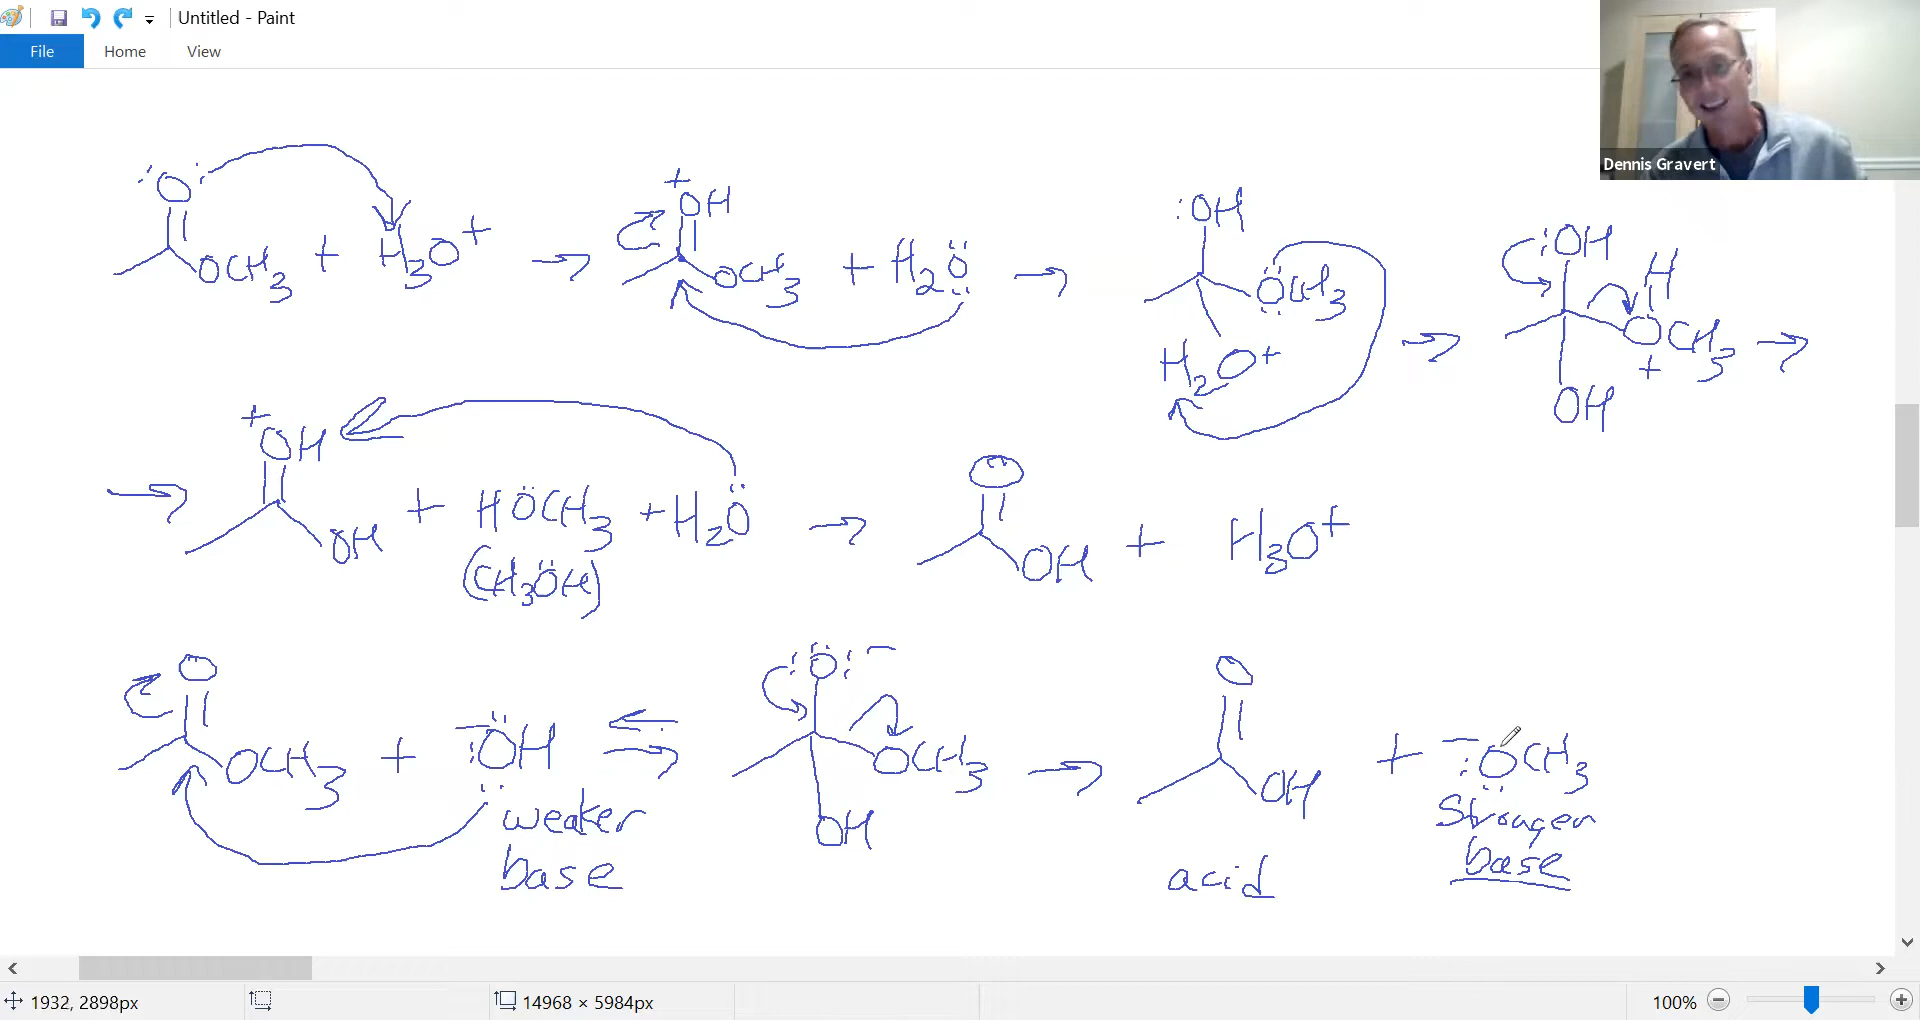 Untitled - Paint
File Home View
Dennis Gravert
O OCH3 + H3O+ → +OH OCH3 + H2O → :OH OCH3 H2O+ → :OH H OCH3 + OH →
→ +OH OH + HOCH3 + H2O → O OH + H3O+
(CH3OH)
O OCH3 + -:OH ⇌ :O:- OCH3 OH → O OH + -:OCH3
weaker base
acid
Stronger base
1932, 2898px 14968 × 5984px 100%